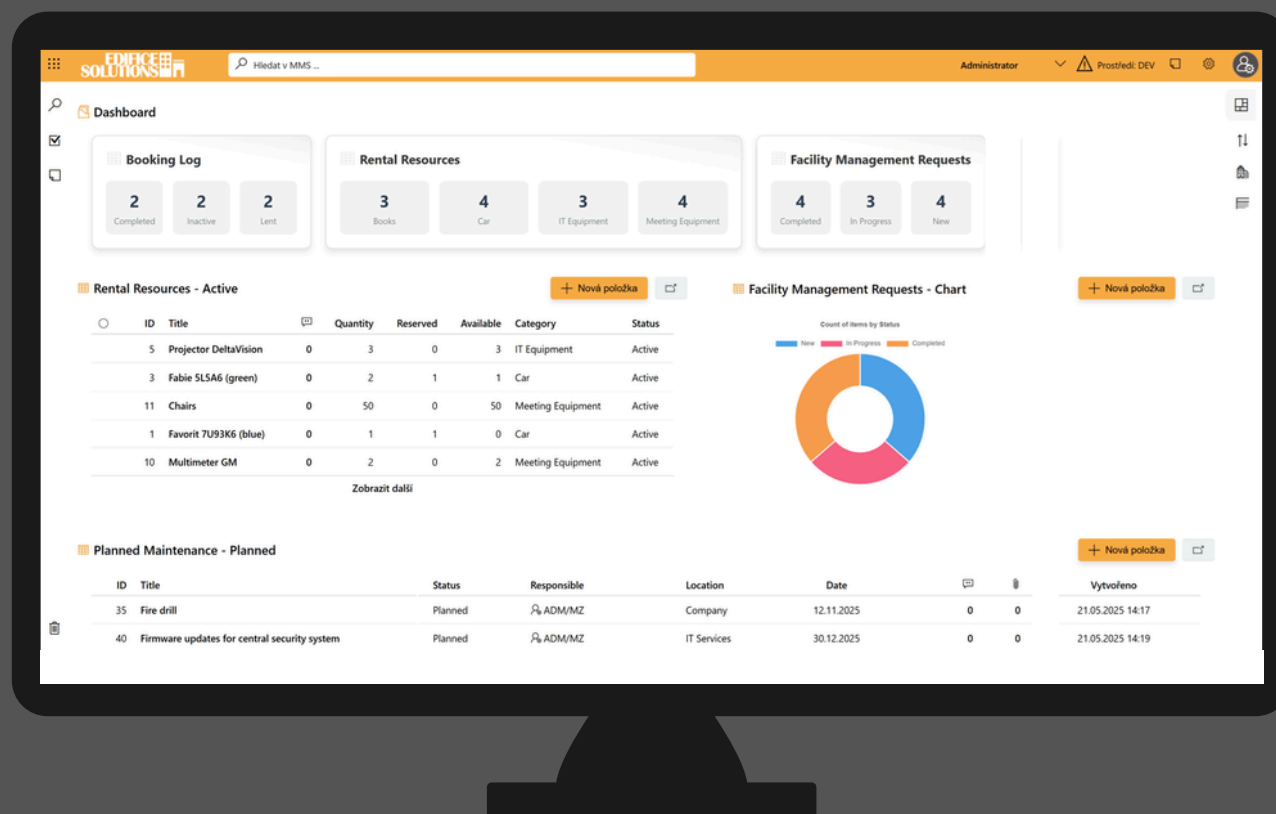 EDIFICE
SOLUTIONS
Hledat v MMS ...
Administrator
Prostředí: DEV
Dashboard
Booking Log
2 2 2
Completed Inactive Lent
Rental Resources
3 4 3 4
Books Car IT Equipment Meeting Equipment
Facility Management Requests
4 3 4
Completed In Progress New
Rental Resources - Active
Nová položka
ID Title Quantity Reserved Available Category Status
5 Projector DeltaVision 0 3 0 3 IT Equipment Active
3 Fabie 5L5A6 (green) 0 2 1 1 Car Active
11 Chairs 0 50 0 50 Meeting Equipment Active
1 Favorit 7U93K6 (blue) 0 1 1 0 Car Active
10 Multimeter GM 0 2 0 2 Meeting Equipment Active
Zobrazit další
Facility Management Requests - Chart
Nová položka
Count of items by Status
New In Progress Completed
Planned Maintenance - Planned
Nová položka
ID Title Status Responsible Location Date Vytvořeno
35 Fire drill Planned ADM/MZ Company 12.11.2025 0 0 21.05.2025 14:17
40 Firmware updates for central security system Planned ADM/MZ IT Services 30.12.2025 0 0 21.05.2025 14:19